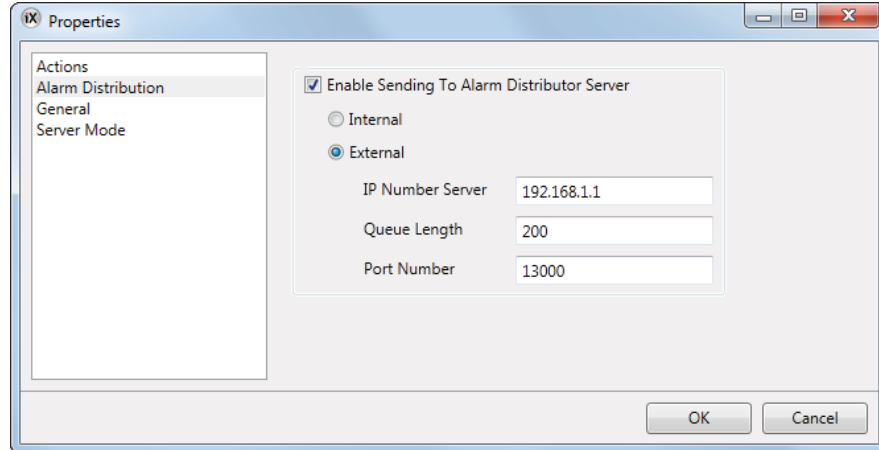 iX Properties
Actions
Alarm Distribution
General
Server Mode
Enable Sending To Alarm Distributor Server
Internal
External
IP Number Server 192.168.1.1
Queue Length 200
Port Number 13000
OK Cancel